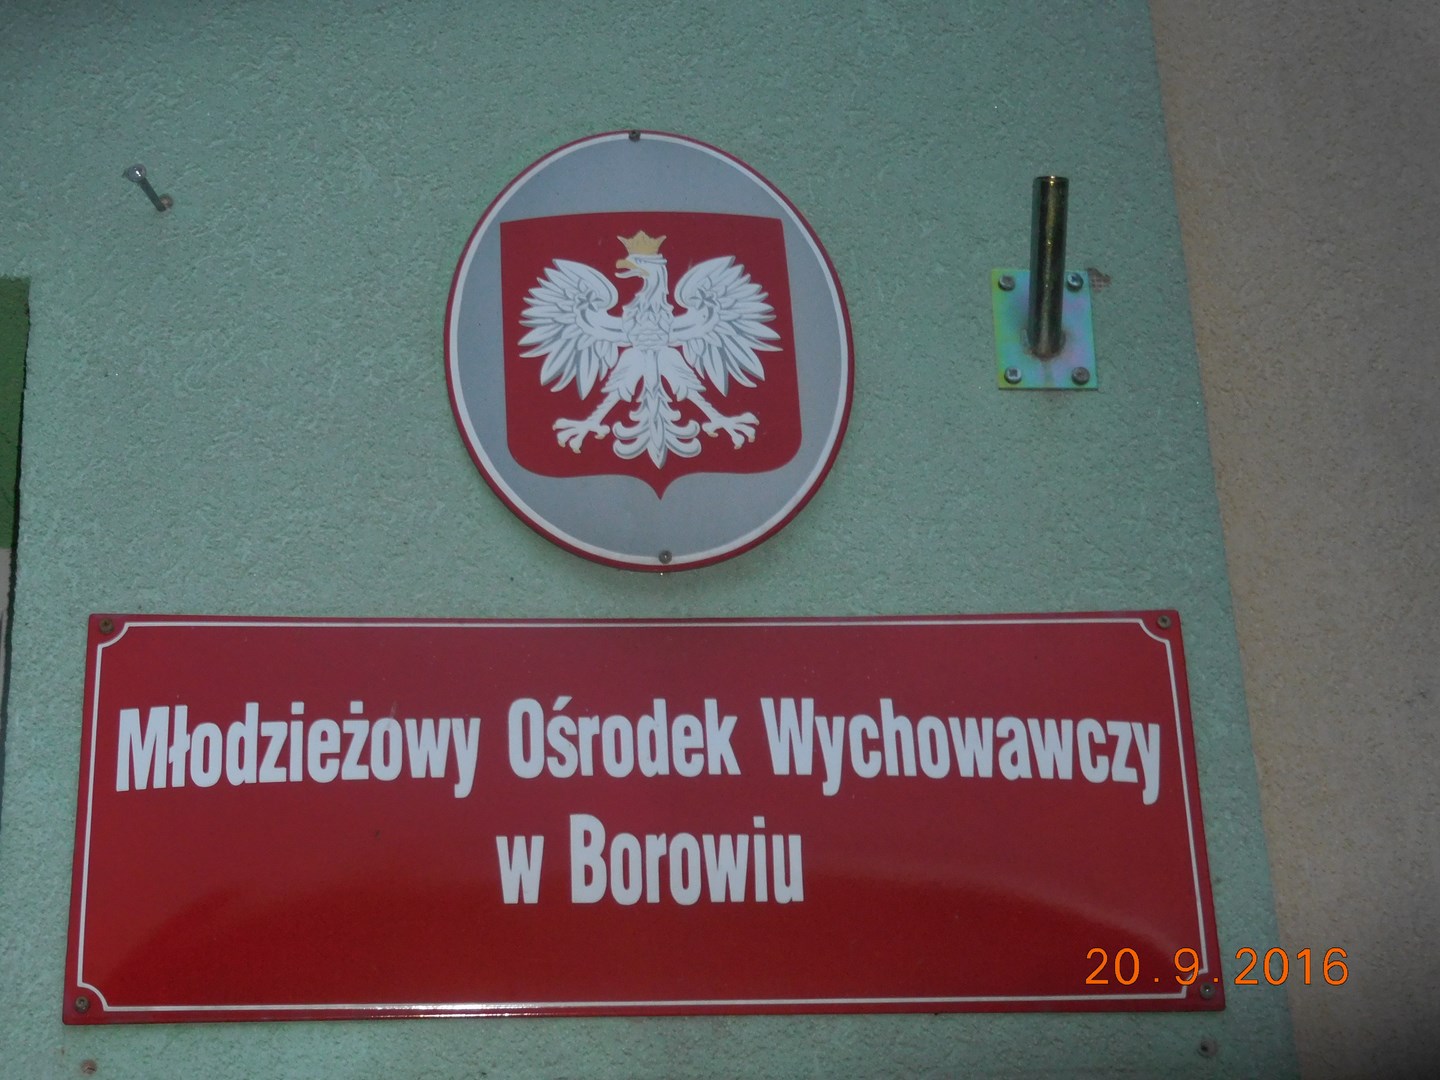 Młodzieżowy Ośrodek Wychowawczy
w Borowiu
20.9.2016